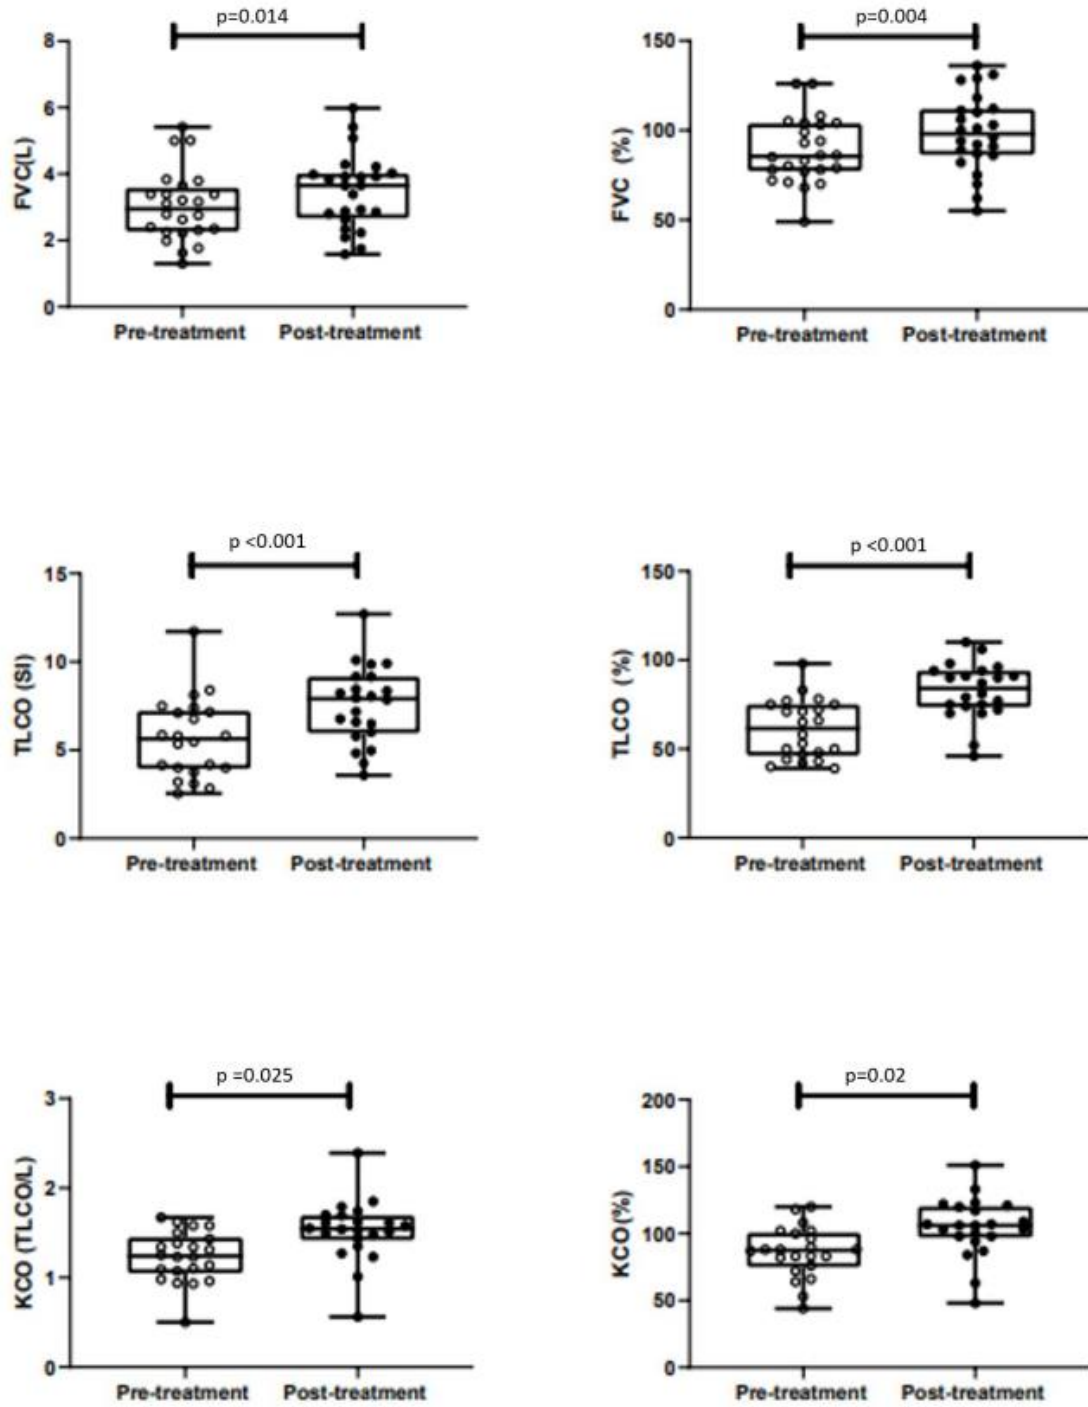 p=0.014
p=0.004
8
6
4
2
0
FVC(L)
Pre-treatment Post-treatment
150
100
50
0
FVC (%)
Pre-treatment Post-treatment
p <0.001
p <0.001
15
10
5
0
TLCO (SI)
Pre-treatment Post-treatment
150
100
50
0
TLCO (%)
Pre-treatment Post-treatment
p =0.025
p=0.02
3
2
1
0
KCO (TLCO/L)
Pre-treatment Post-treatment
200
150
100
50
0
KCO(%)
Pre-treatment Post-treatment